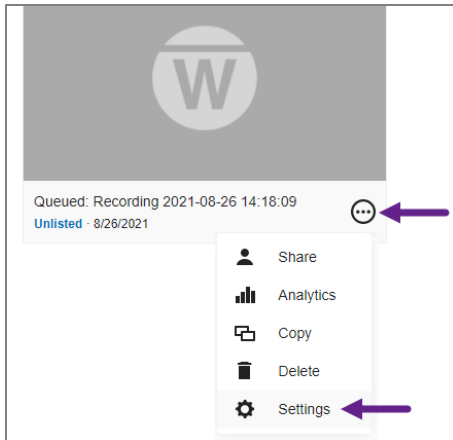 W
Queued: Recording 2021-08-26 14:18:09
Unlisted · 8/26/2021
Share
Analytics
Copy
Delete
Settings